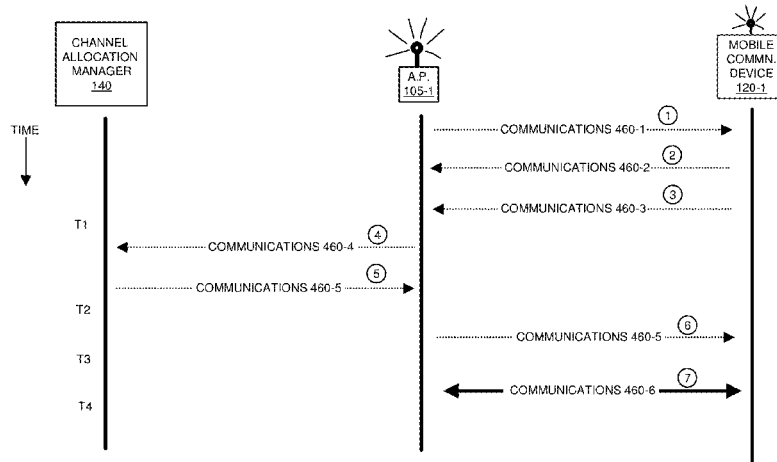 CHANNEL
ALLOCATION
MANAGER
140
A.P.
105-1
MOBILE
COMMN.
DEVICE
120-1
TIME
1
COMMUNICATIONS 460-1
2
COMMUNICATIONS 460-2
3
COMMUNICATIONS 460-3
T1
4
COMMUNICATIONS 460-4
5
COMMUNICATIONS 460-5
T2
6
COMMUNICATIONS 460-5
T3
7
COMMUNICATIONS 460-6
T4